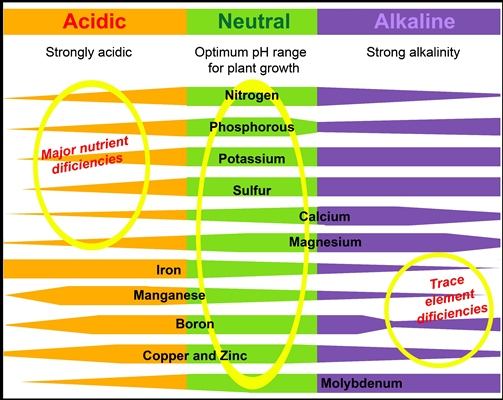 Acidic Neutral Alkaline
Strongly acidic Optimum pH range Strong alkalinity
for plant growth
Nitrogen
Phosphorous
Major nutrient
dificiencies
Potassium
Sulfur
Calcium
Magnesium
Iron
Manganese
Trace
element
dificiencies
Boron
Copper and Zinc
Molybdenum